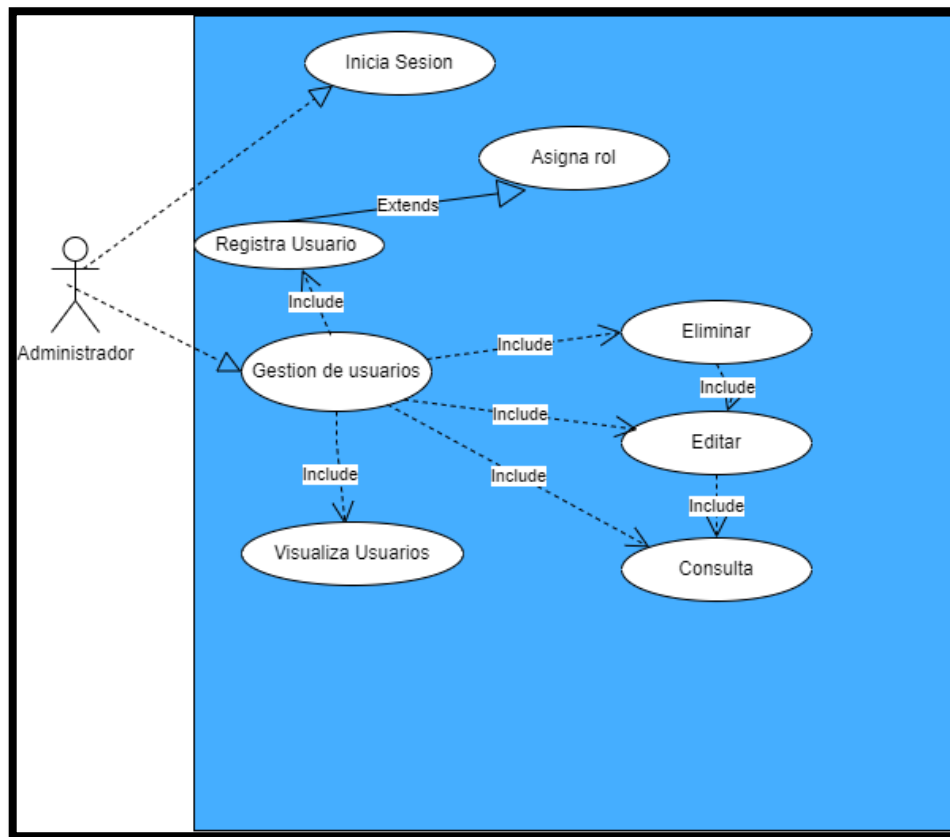 Inicia Sesion
Asigna rol
Extends
Registra Usuario
Include
Administrador
Gestion de usuarios
Include
Eliminar
Include
Include
Editar
Include
Include
Include
Visualiza Usuarios
Consulta